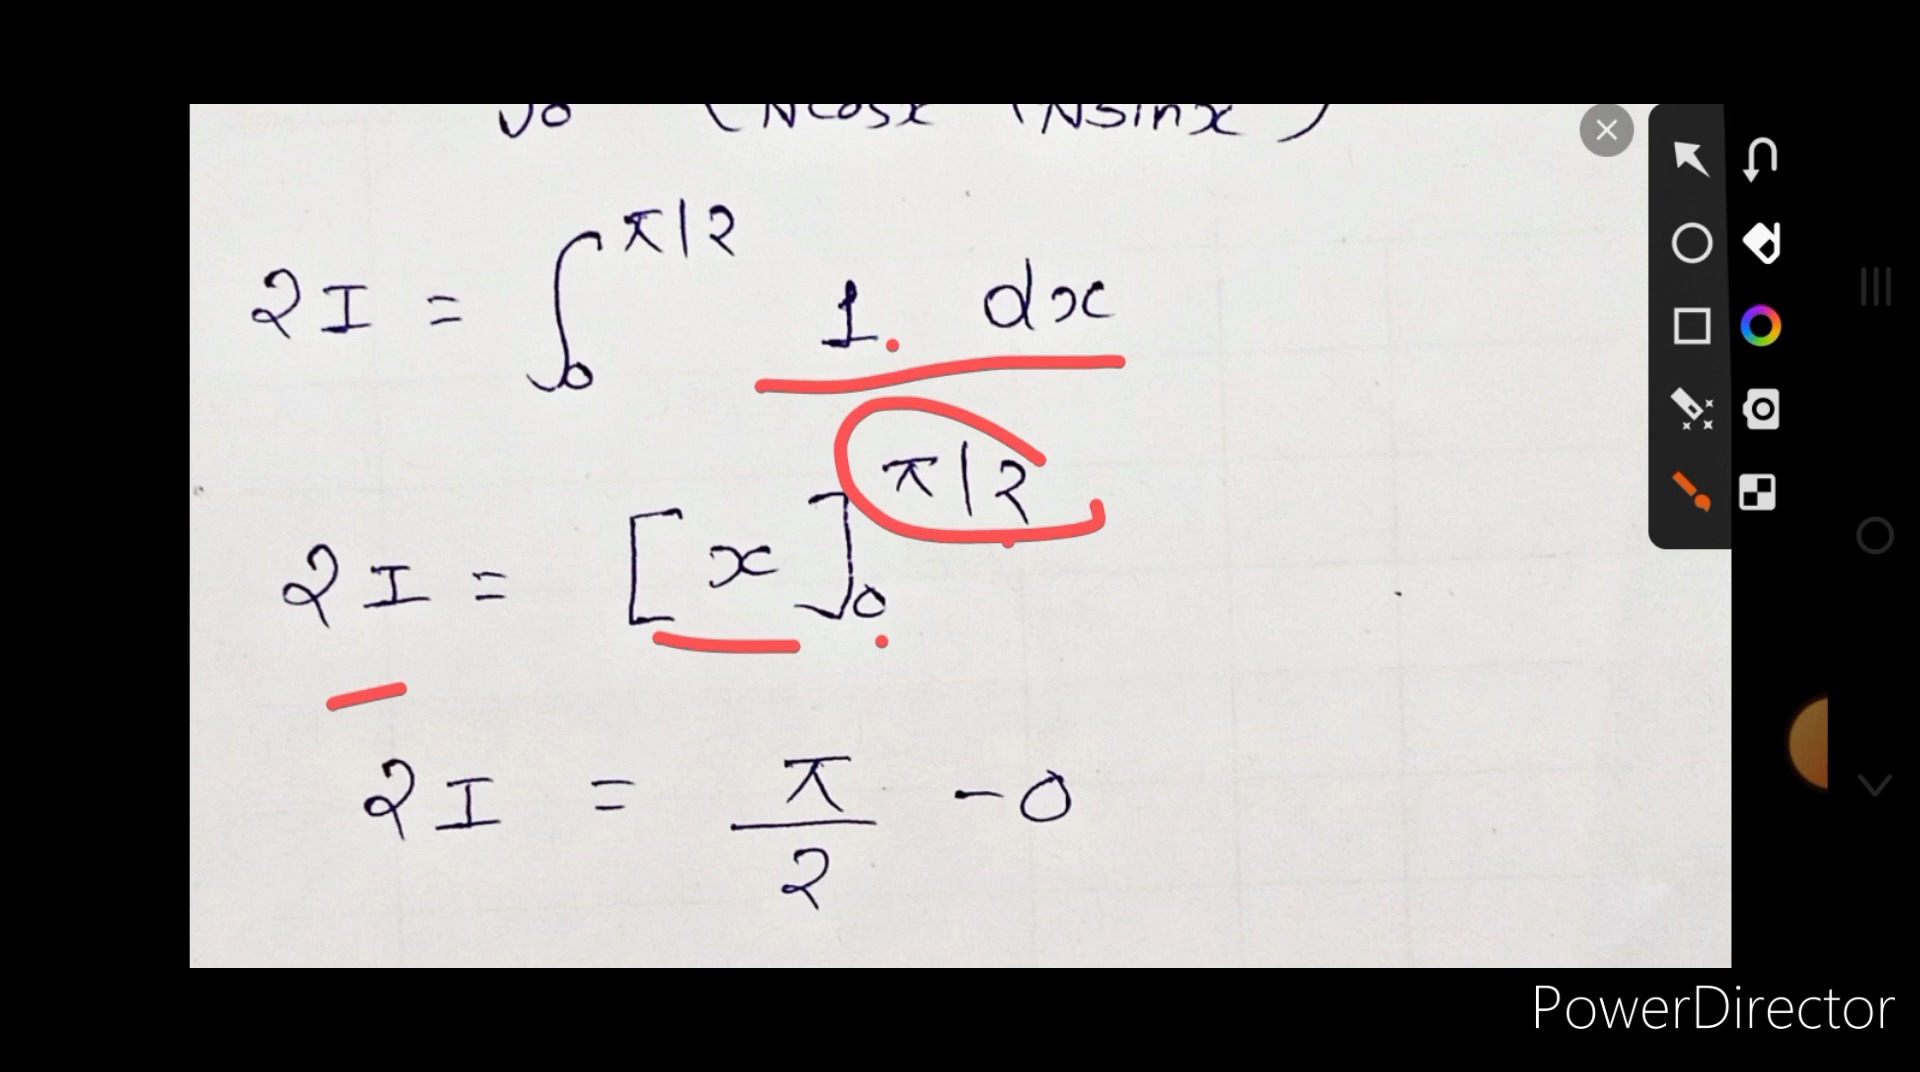 2I = ∫₀^π/2 1. dx
2I = [x]₀^π/2
2I = π/2 - 0
PowerDirector